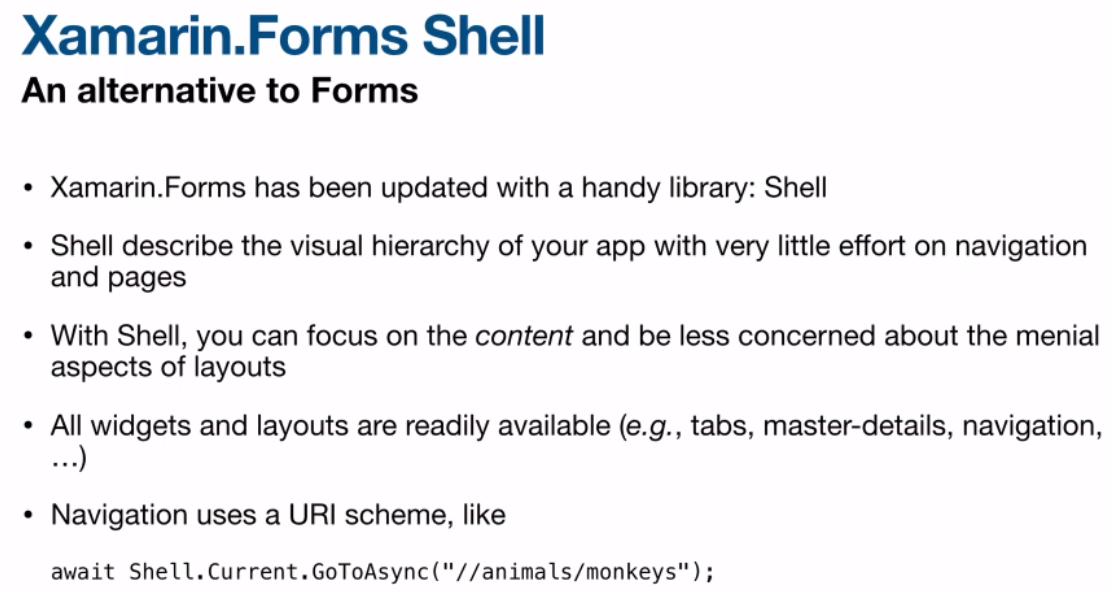 Xamarin.Forms Shell
An alternative to Forms
• Xamarin.Forms has been updated with a handy library: Shell
• Shell describe the visual hierarchy of your app with very little effort on navigation
and pages
• With Shell, you can focus on the content and be less concerned about the menial
aspects of layouts
• All widgets and layouts are readily available (e.g., tabs, master-details, navigation,
…)
• Navigation uses a URI scheme, like
await Shell.Current.GoToAsync("//animals/monkeys");